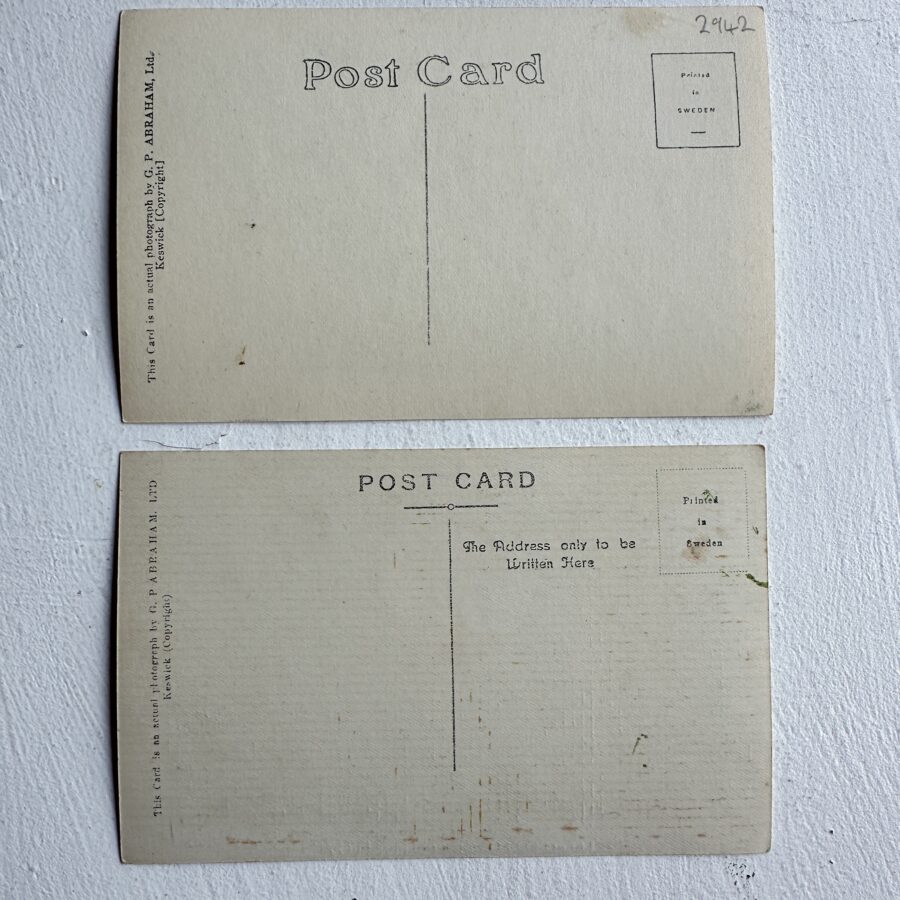 2942
Post Card
Printed
in
SWEDEN
This Card is an actual photograph by G. P. ABRAHAM, Ltd.
Keswick [Copyright]
POST CARD
Printed
in
Sweden
The Address only to be
Written Here
This Card is an actual photograph by G. P ABRAHAM. LTD
Keswick (Copyright)